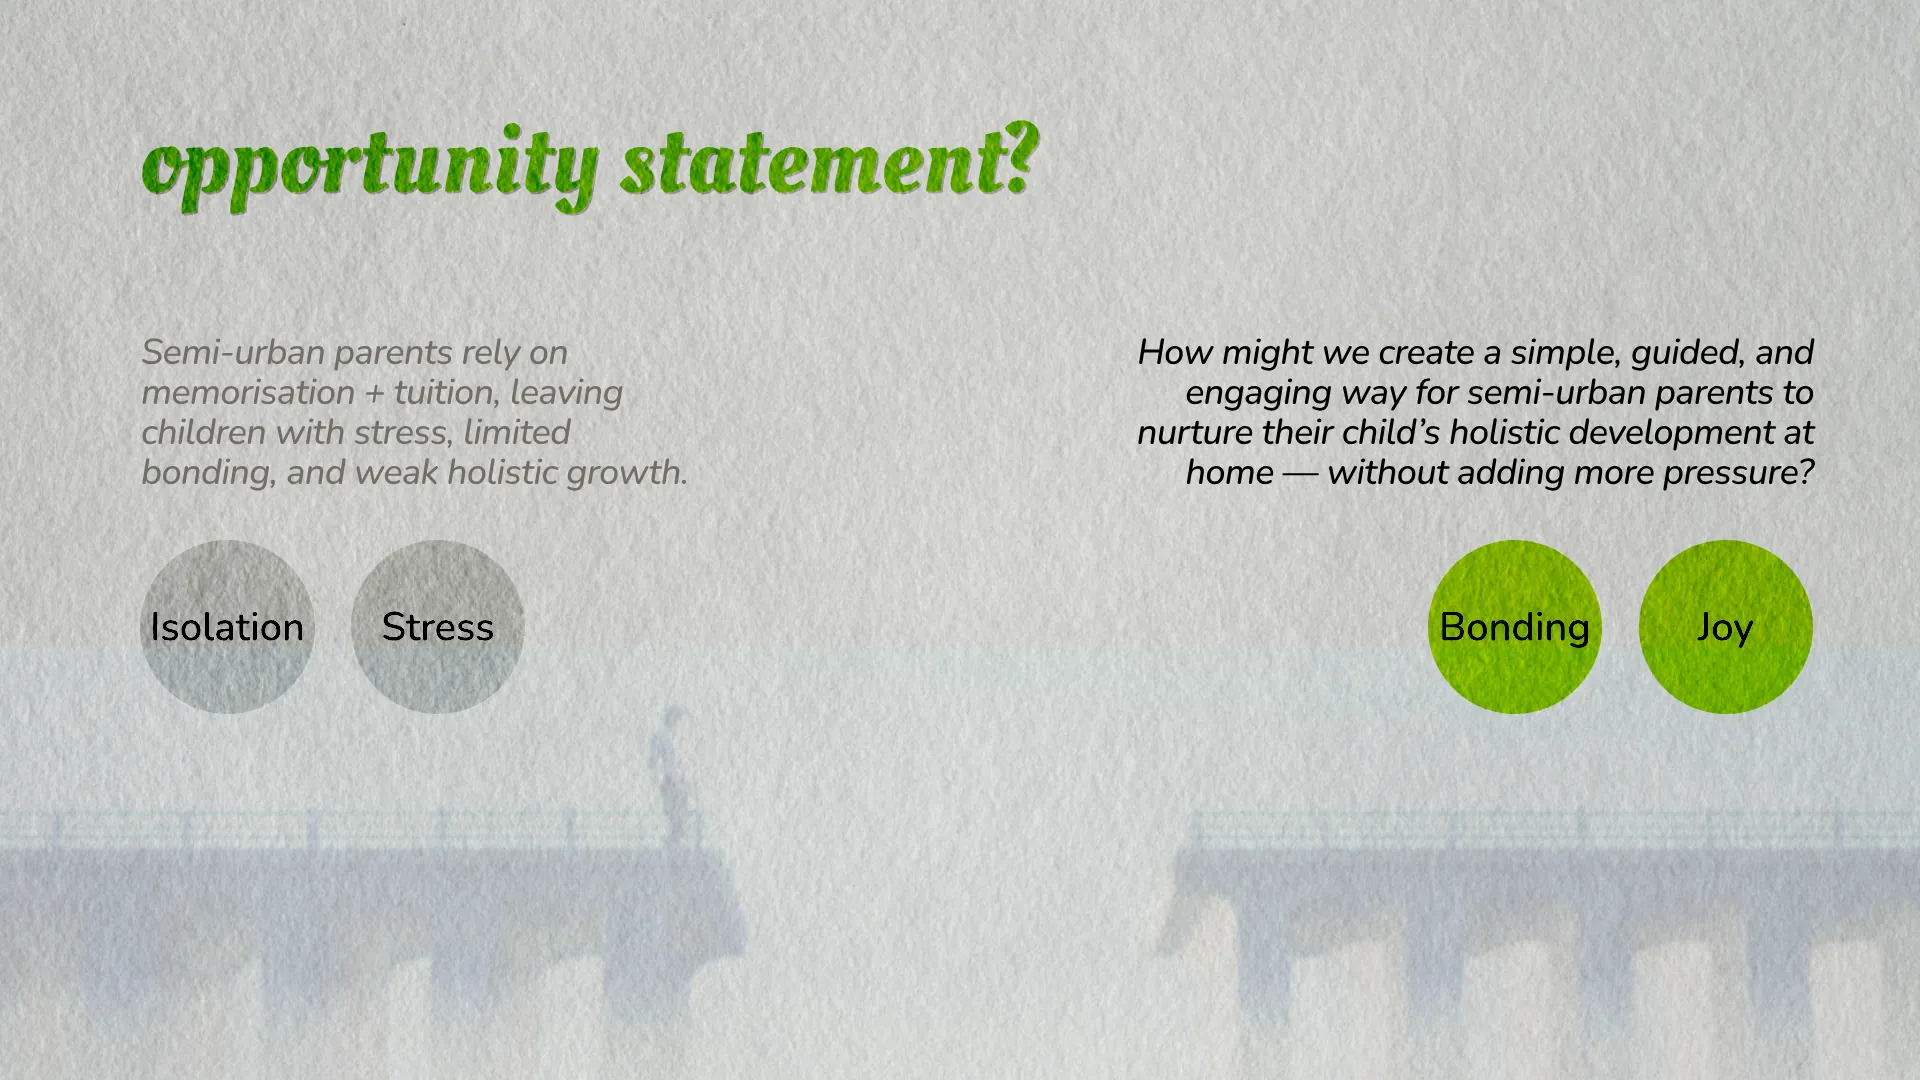 opportunity statement?
Semi-urban parents rely on
memorisation + tuition, leaving
children with stress, limited
bonding, and weak holistic growth.
How might we create a simple, guided, and
engaging way for semi-urban parents to
nurture their child’s holistic development at
home — without adding more pressure?
Isolation
Stress
Bonding
Joy